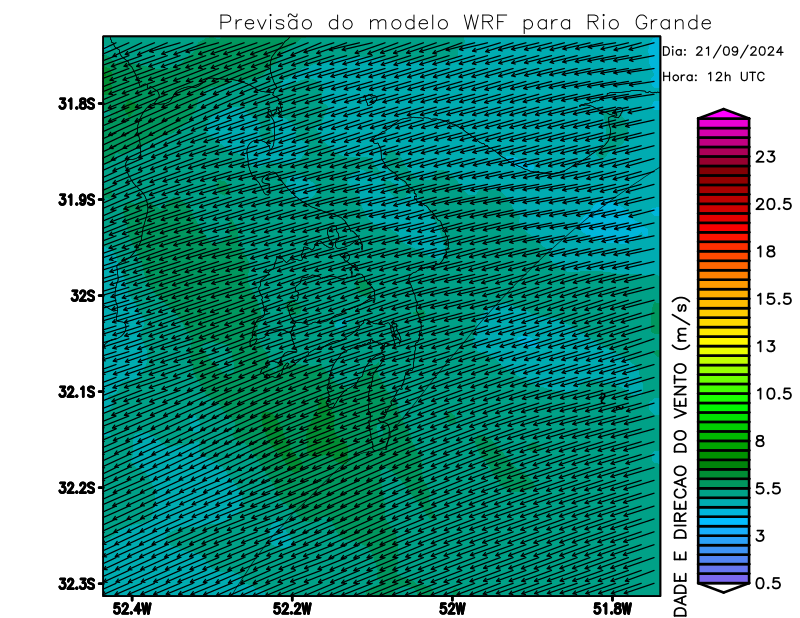 Previsão do modelo WRF para Rio Grande
Dia: 21/09/2024
Hora: 12h UTC
31.8S
31.9S
32S
32.1S
32.2S
32.3S
52.4W
52.2W
52W
51.8W
23
20.5
18
15.5
13
10.5
8
5.5
3
0.5
DADE E DIRECAO DO VENTO (m/s)